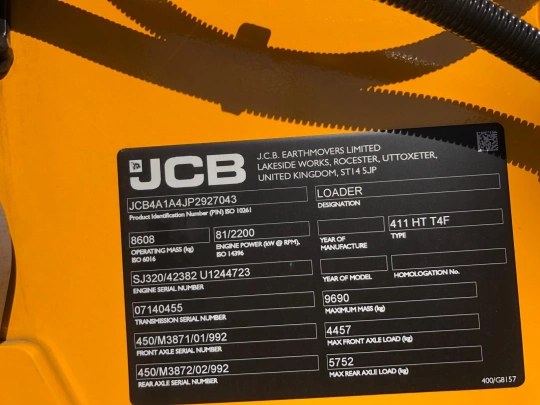 JCB
J.C.B. EARTHMOVERS LIMITED
LAKESIDE WORKS, ROCESTER, UTTOXETER,
UNITED KINGDOM, ST14 5JP
JCB4A1A4JP2927043
Product Identification Number (PIN) ISO 10261
LOADER
DESIGNATION
8608
OPERATING MASS (kg)
ISO 6016
81/2200
ENGINE POWER (kW @ RPM),
ISO 14396
YEAR OF
MANUFACTURE
411 HT T4F
TYPE
SJ320/42382 U1244723
ENGINE SERIAL NUMBER
YEAR OF MODEL
HOMOLOGATION No.
07140455
TRANSMISSION SERIAL NUMBER
9690
MAXIMUM MASS (kg)
450/M3871/01/992
FRONT AXLE SERIAL NUMBER
4457
MAX FRONT AXLE LOAD (kg)
450/M3872/02/992
REAR AXLE SERIAL NUMBER
5752
MAX REAR AXLE LOAD (kg)
400/GB157